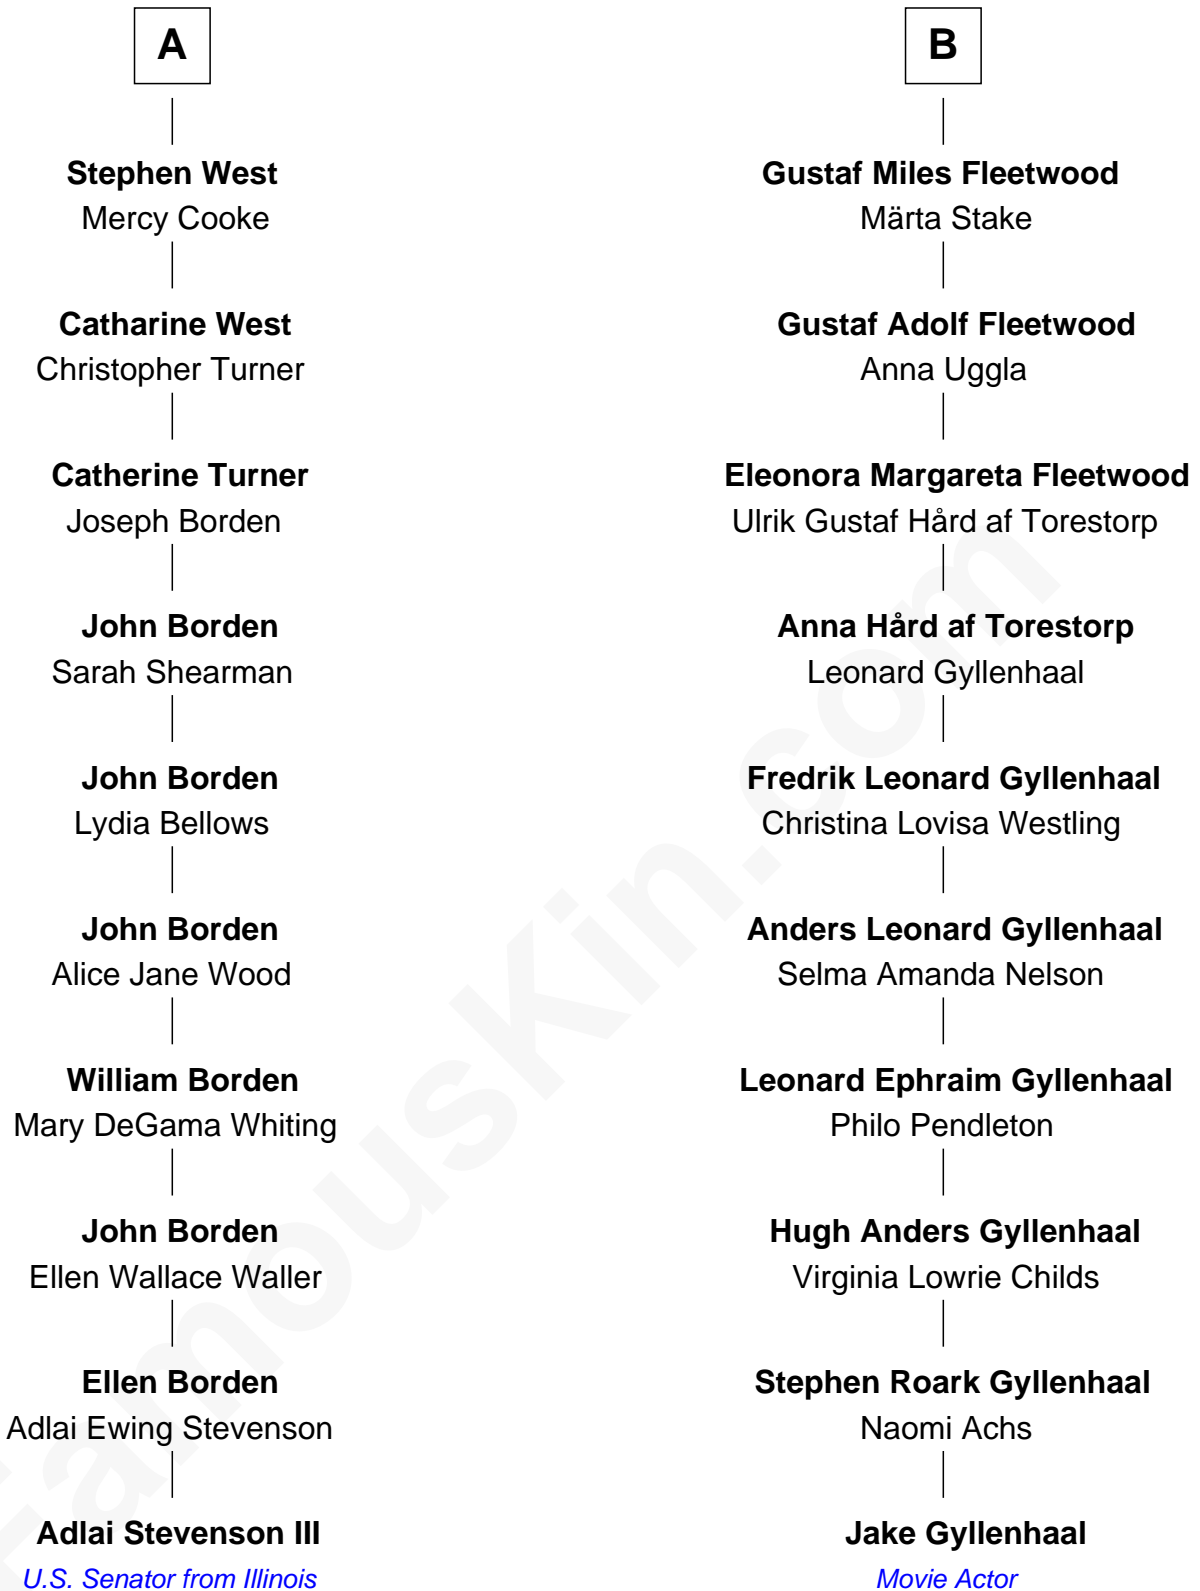 A
Stephen West
Mercy Cooke
Catharine West
Christopher Turner
Catherine Turner
Joseph Borden
John Borden
Sarah Shearman
John Borden
Lydia Bellows
John Borden
Alice Jane Wood
William Borden
Mary DeGama Whiting
John Borden
Ellen Wallace Waller
Ellen Borden
Adlai Ewing Stevenson
Adlai Stevenson III
U.S. Senator from Illinois
B
Gustaf Miles Fleetwood
Märta Stake
Gustaf Adolf Fleetwood
Anna Uggla
Eleonora Margareta Fleetwood
Ulrik Gustaf Hård af Torestorp
Anna Hård af Torestorp
Leonard Gyllenhaal
Fredrik Leonard Gyllenhaal
Christina Lovisa Westling
Anders Leonard Gyllenhaal
Selma Amanda Nelson
Leonard Ephraim Gyllenhaal
Philo Pendleton
Hugh Anders Gyllenhaal
Virginia Lowrie Childs
Stephen Roark Gyllenhaal
Naomi Achs
Jake Gyllenhaal
Movie Actor
FamousKin.com